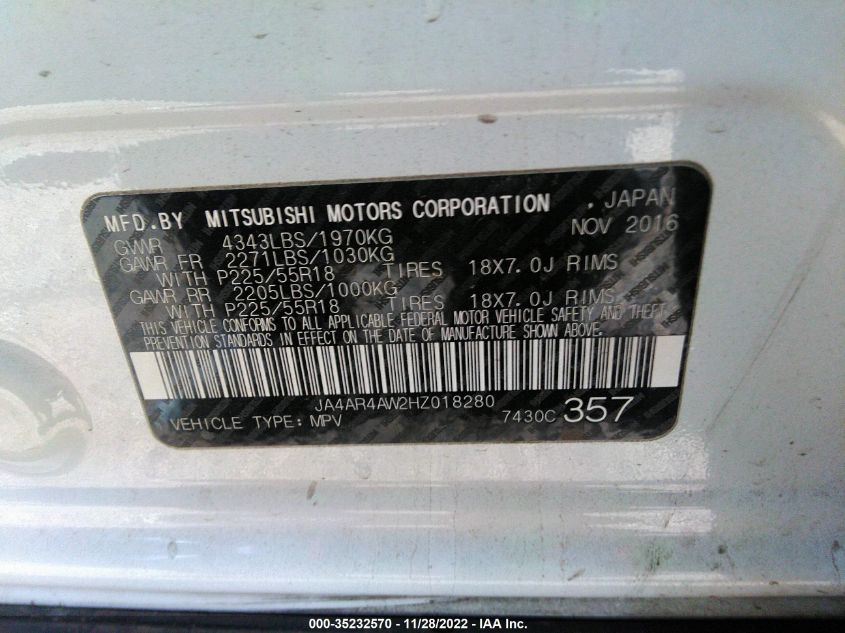 MFD.BY MITSUBISHI MOTORS CORPORATION , JAPAN
NOV 2016
GVWR 4343LBS/1970KG
GAWR FR 2271LBS/1030KG
WITH P225/55R18 TIRES 18X7.0J RIMS
GAWR RR 2205LBS/1000KG
WITH P225/55R18 TIRES 18X7.0J RIMS
THIS VEHICLE CONFORMS TO ALL APPLICABLE FEDERAL MOTOR VEHICLE SAFETY AND THEFT
PREVENTION STANDARDS IN EFFECT ON THE DATE OF MANUFACTURE SHOWN ABOVE.
JA4AR4AW2HZ018280
VEHICLE TYPE: MPV 7430C 357
000-35232570 - 11/28/2022 - IAA Inc.